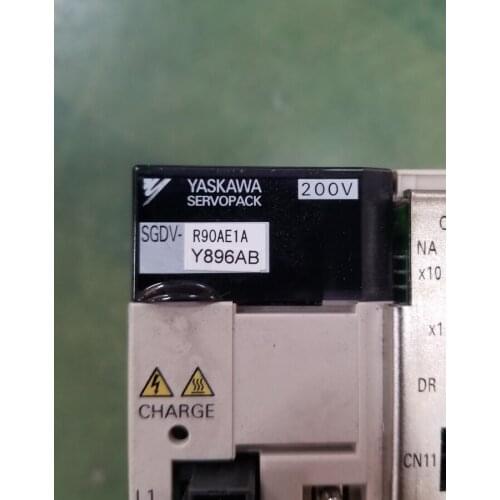 YASKAWA
SERVOPACK
200V
SGDV-
R90AE1A
Y896AB
NA
x10
x1
DR
CN11
CHARGE
L1